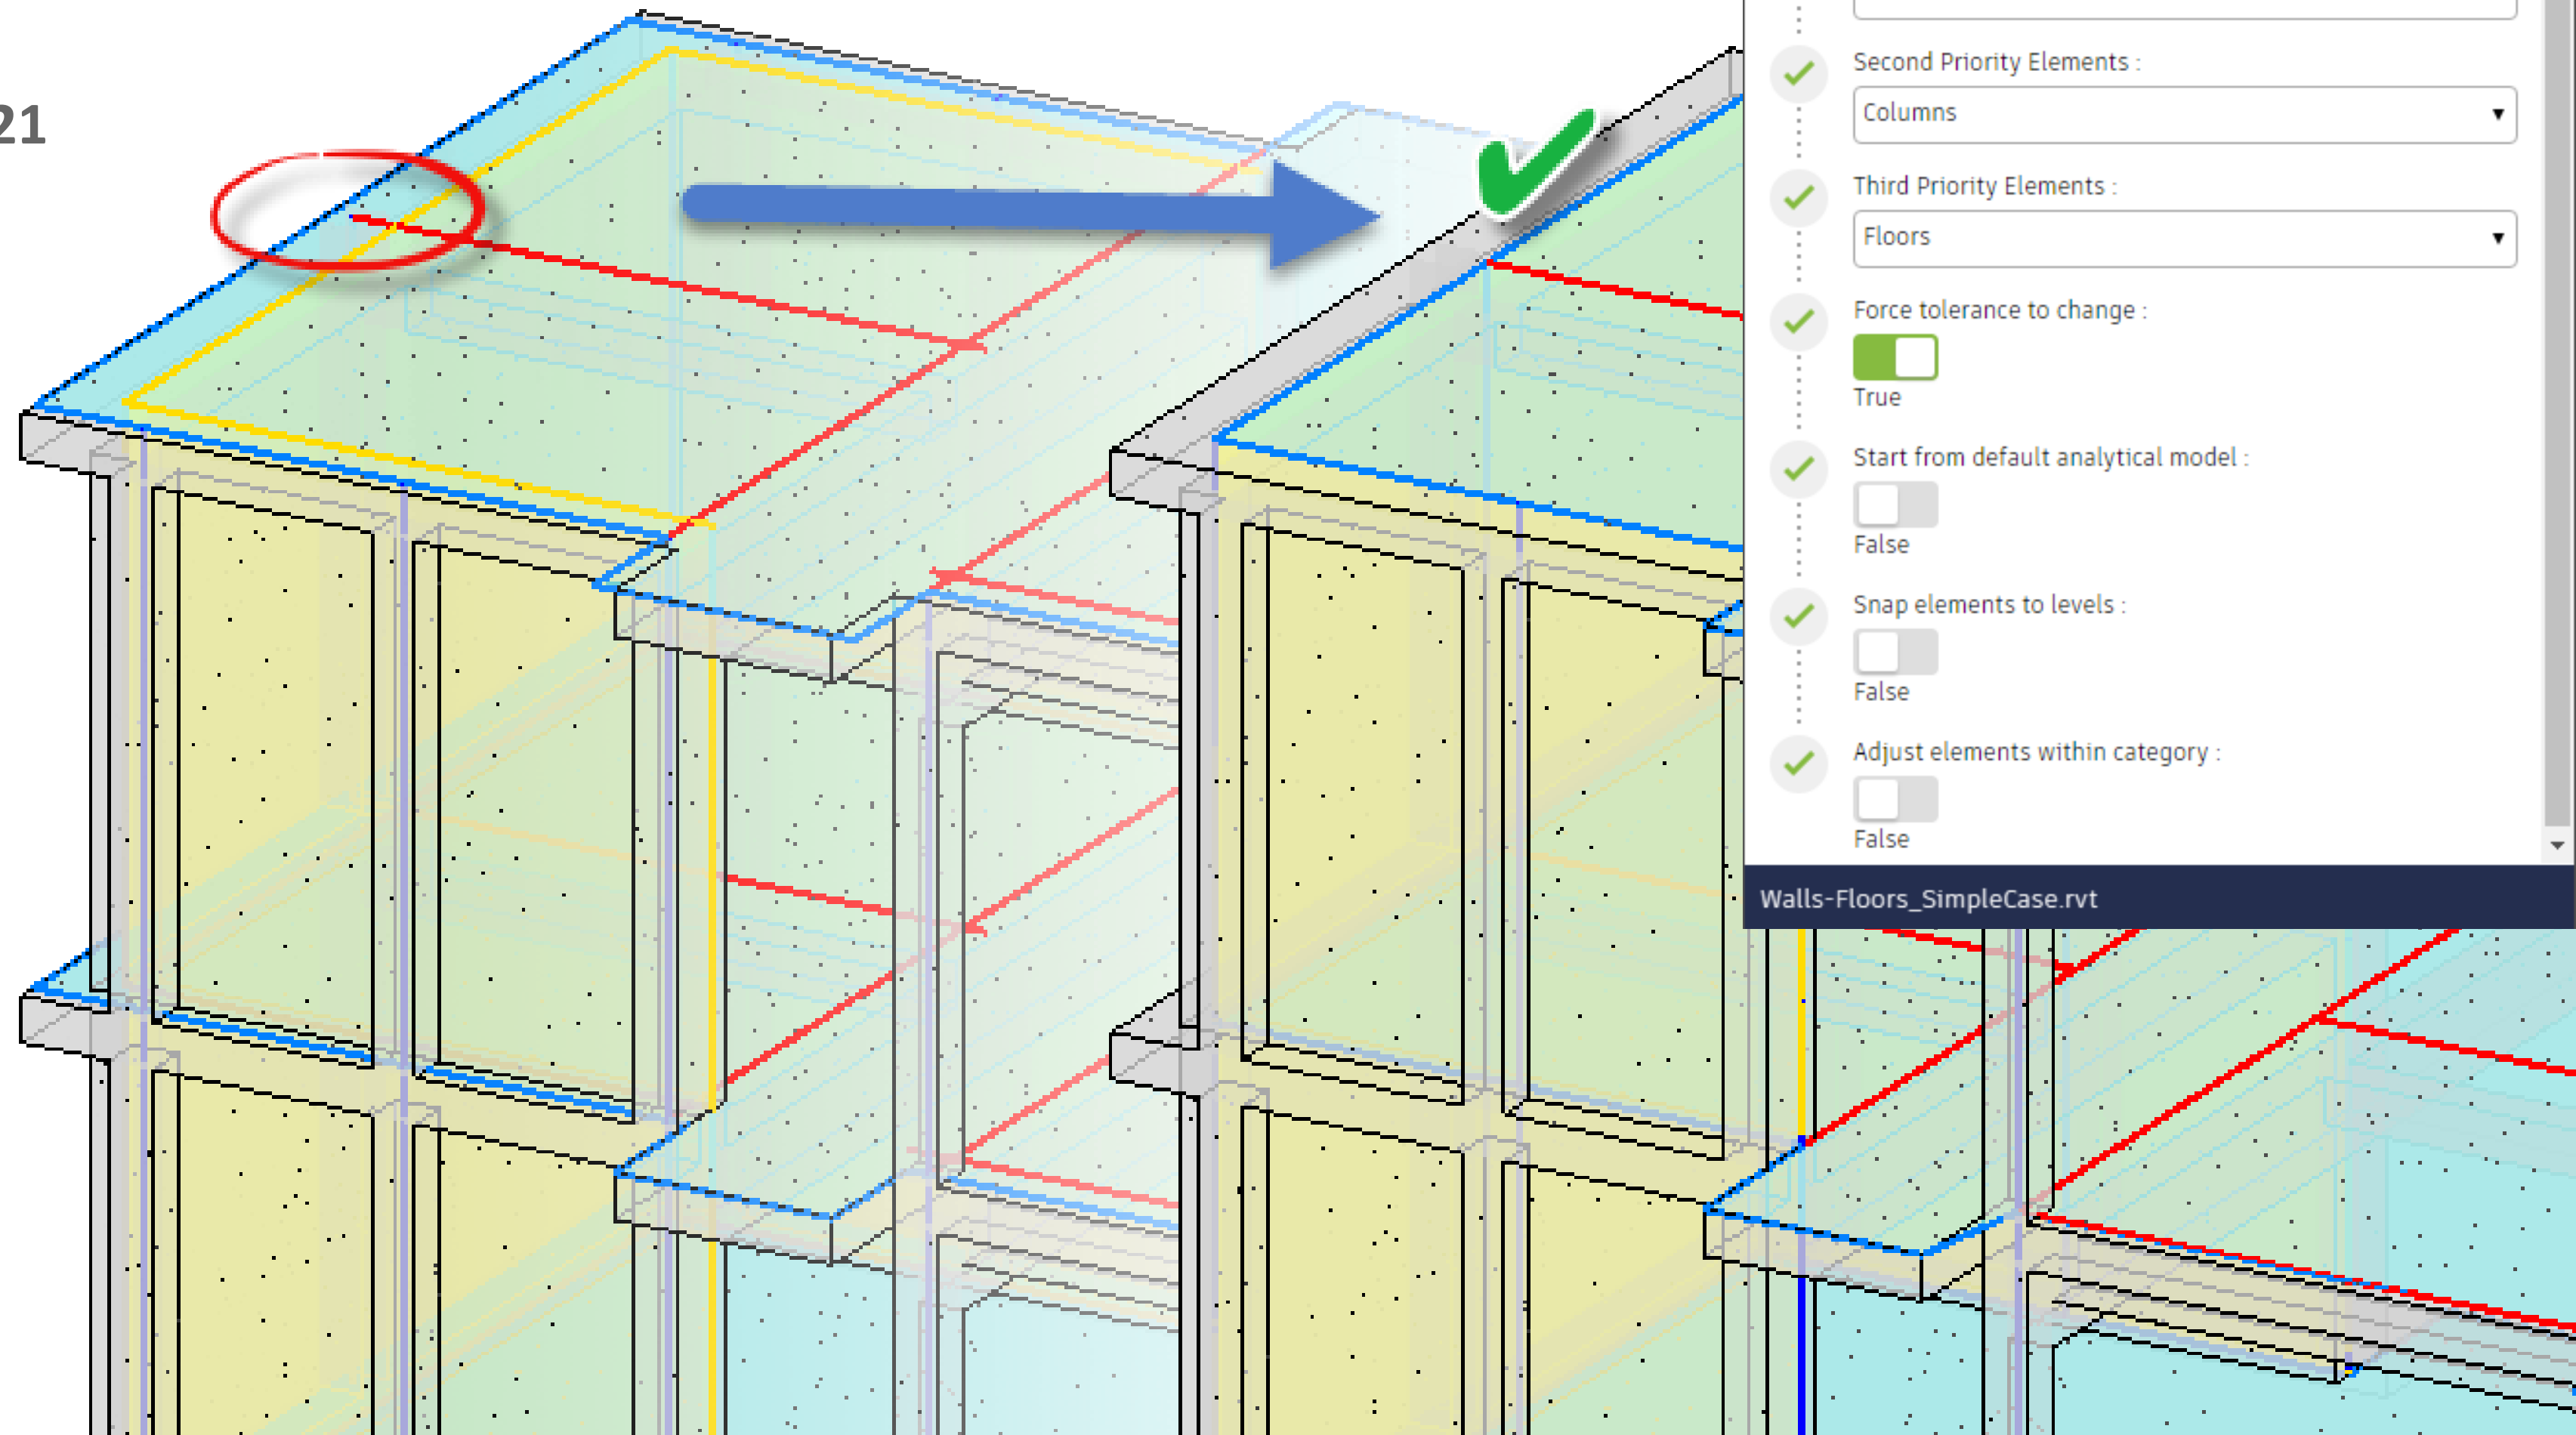 21
Second Priority Elements :
Columns
Third Priority Elements :
Floors
Force tolerance to change :
True
Start from default analytical model :
False
Snap elements to levels :
False
Adjust elements within category :
False
Walls-Floors_SimpleCase.rvt